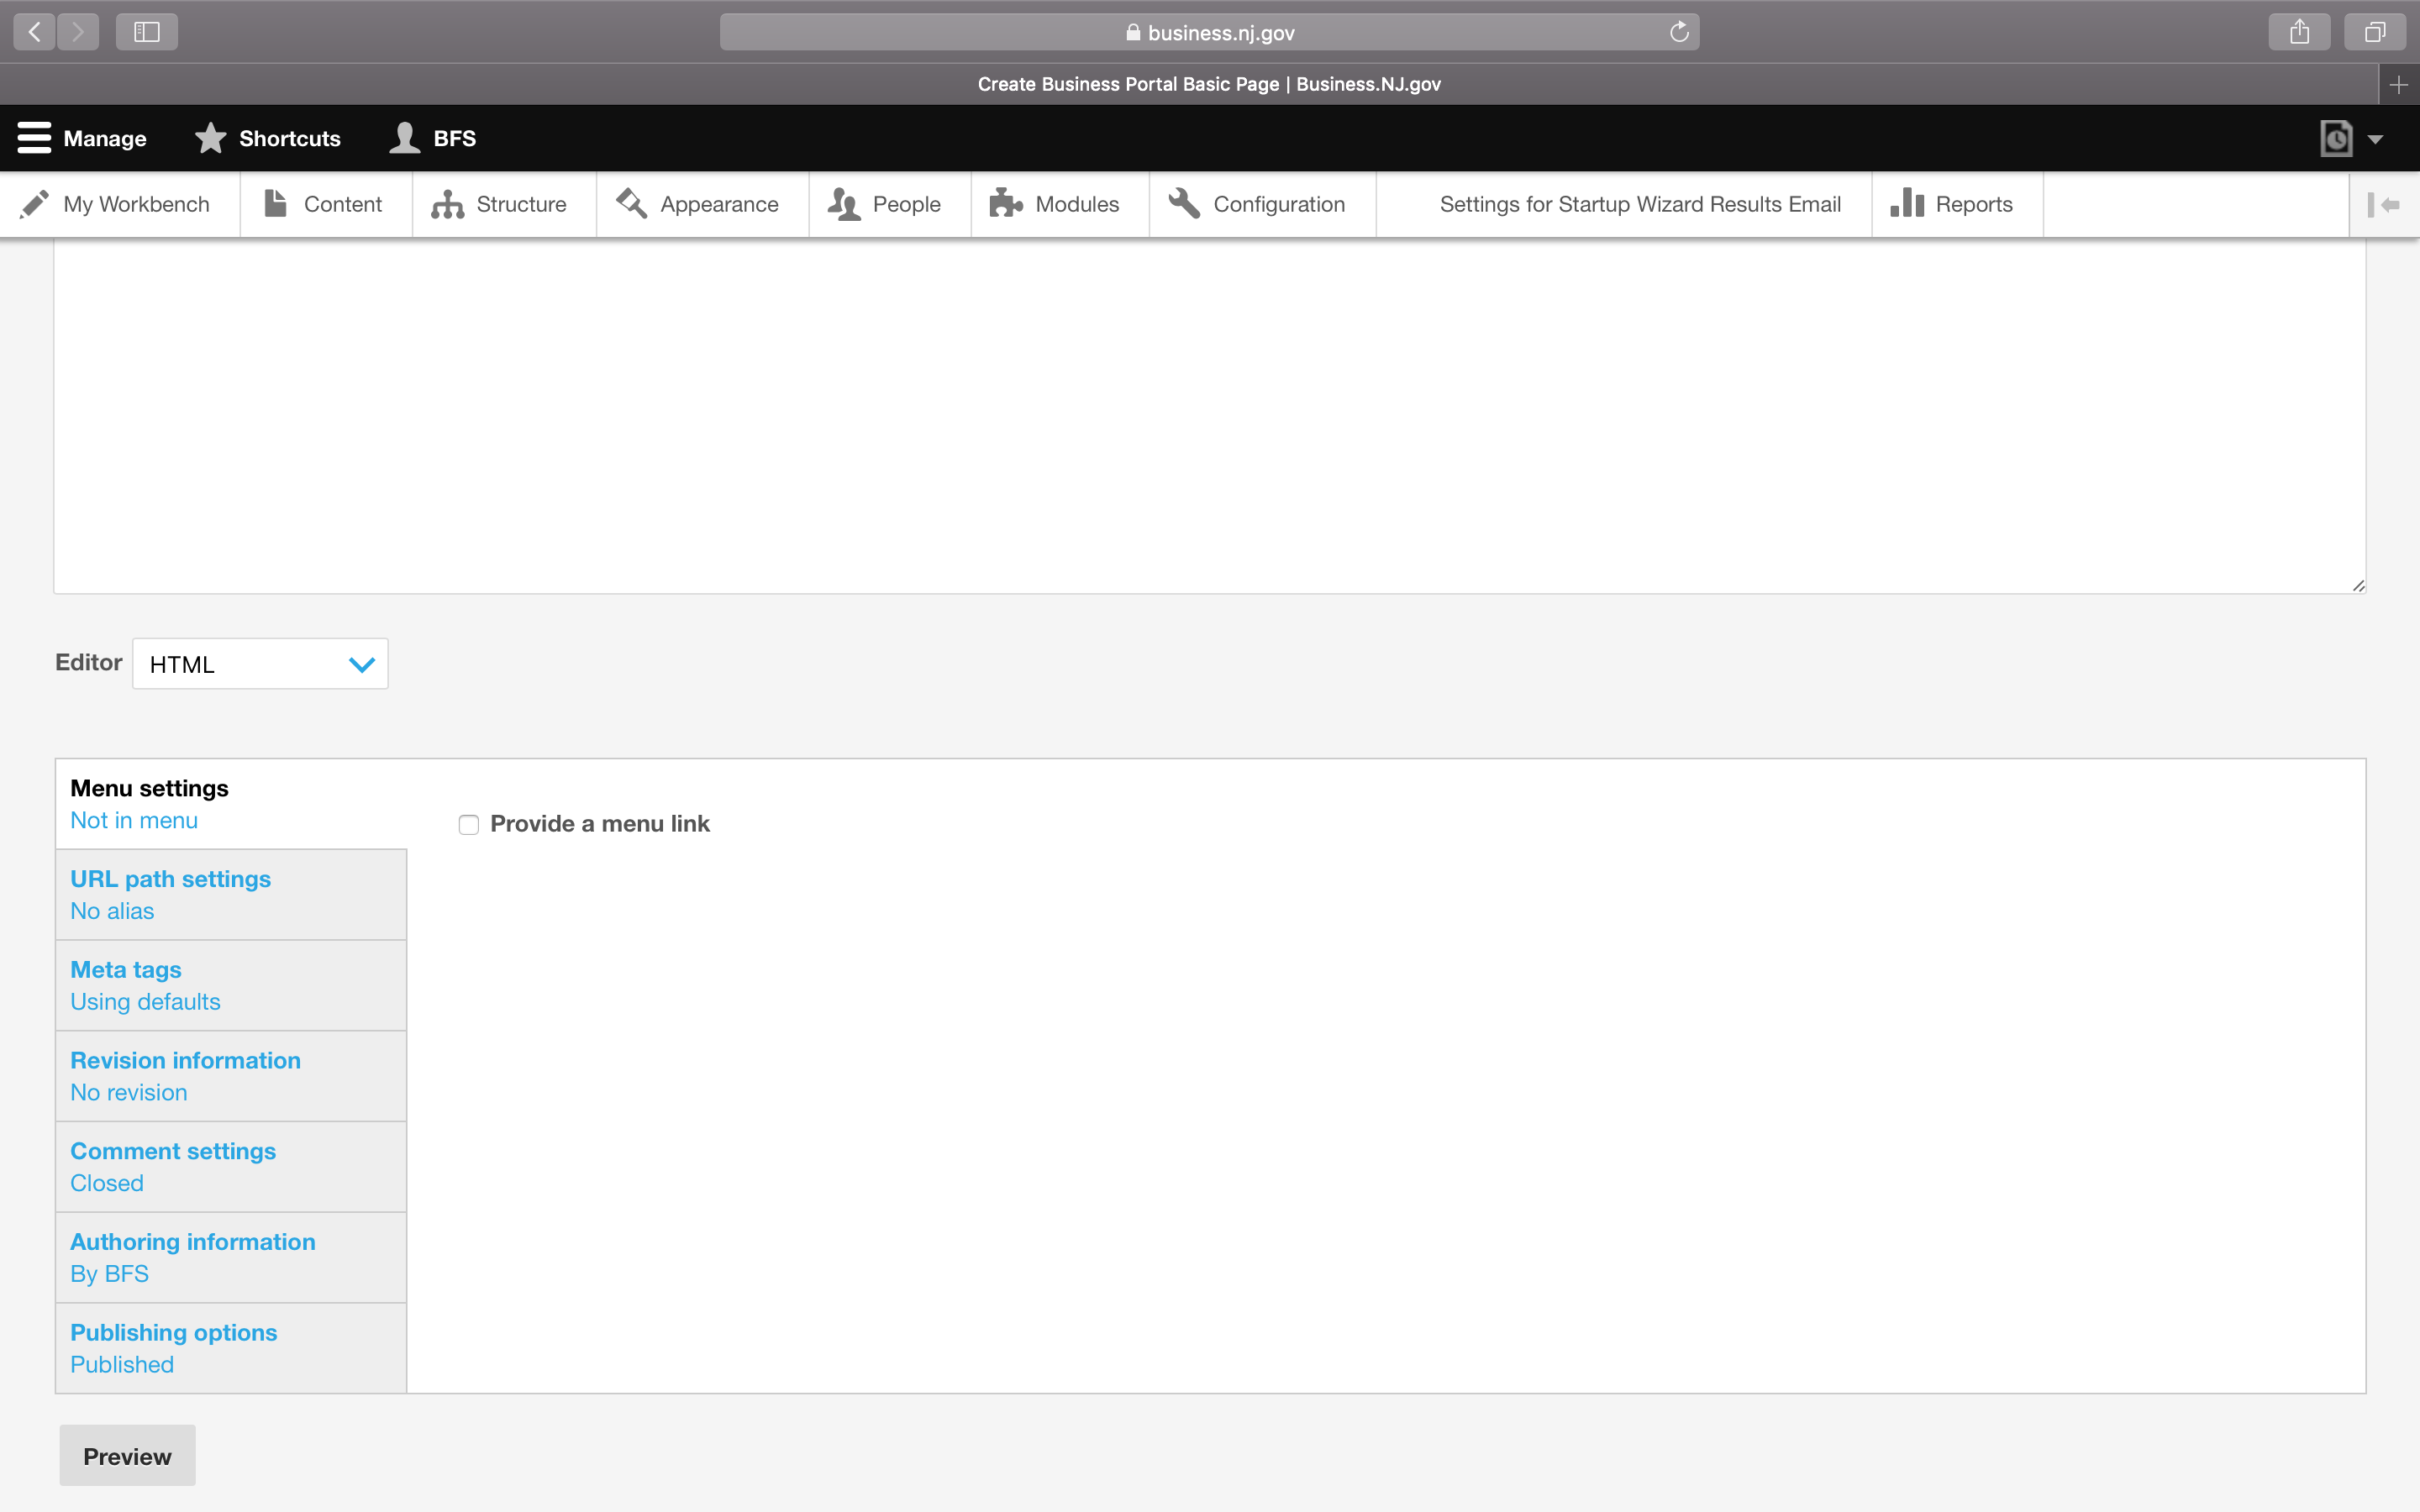 business.nj.gov
Create Business Portal Basic Page | Business.NJ.gov
Manage Shortcuts BFS
My Workbench Content Structure Appearance People Modules Configuration Settings for Startup Wizard Results Email Reports
Editor HTML
Menu settings
Not in menu
Provide a menu link
URL path settings
No alias
Meta tags
Using defaults
Revision information
No revision
Comment settings
Closed
Authoring information
By BFS
Publishing options
Published
Preview